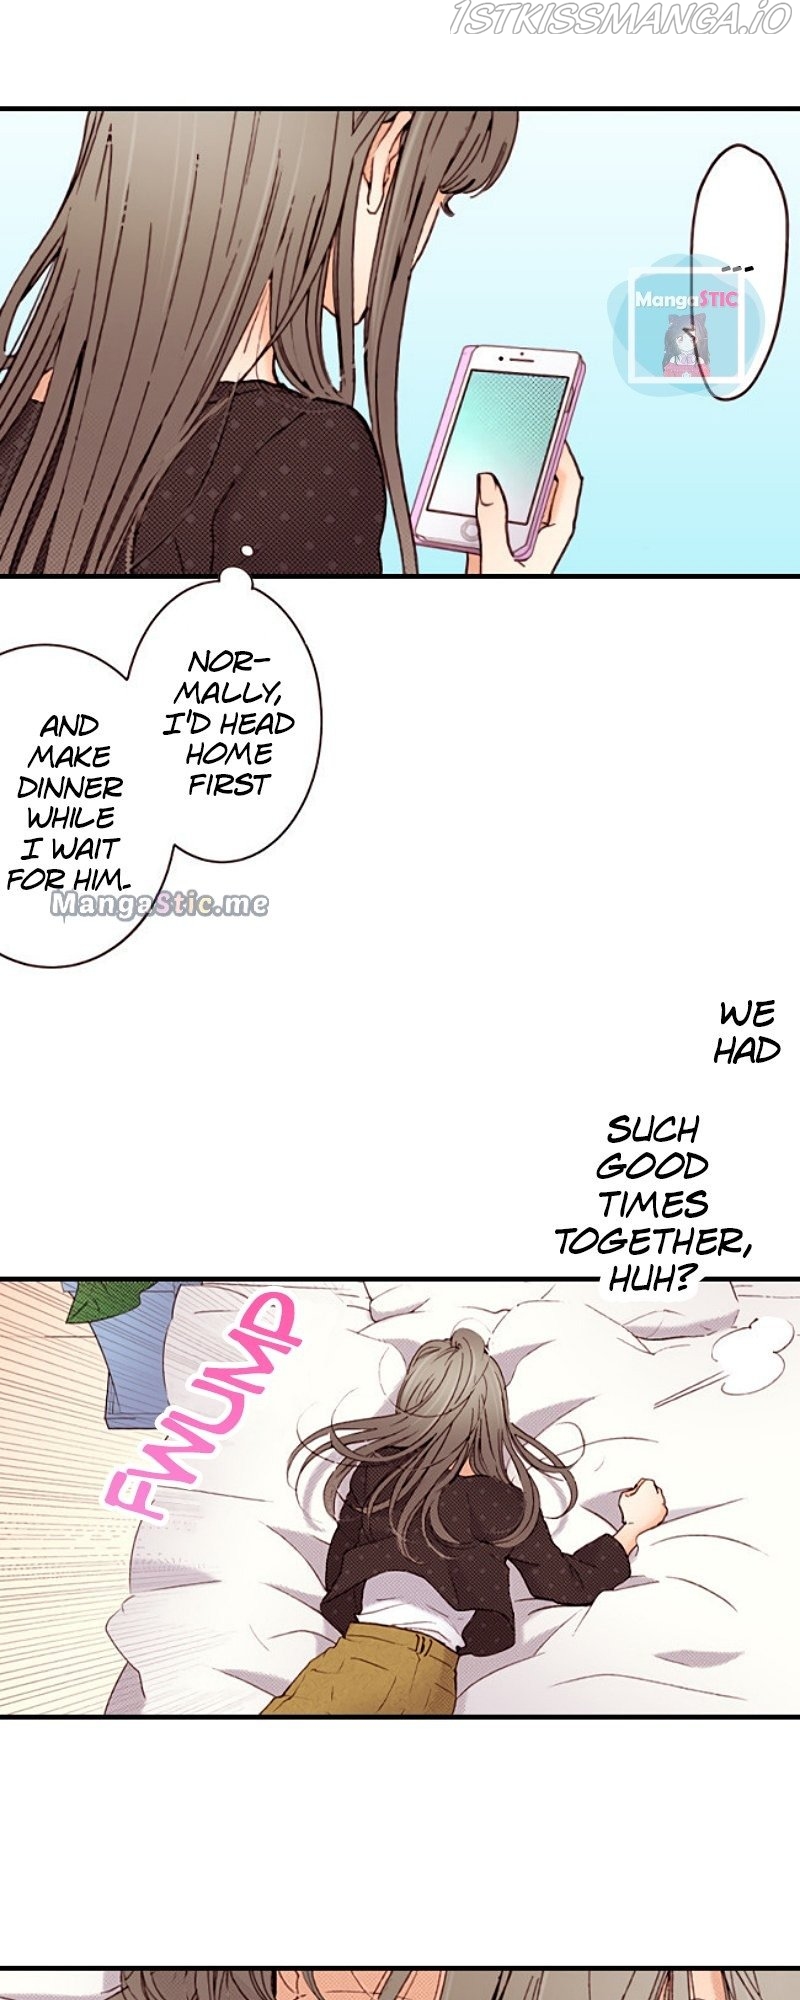 1STKISSMANGA.IO
...
MangaSTIC
NOR-
MALLY,
I'D HEAD
HOME
FIRST
AND
MAKE
DINNER
WHILE
I WAIT
FOR HIM.
MangaStic.me
WE
HAD
SUCH
GOOD
TIMES
TOGETHER,
HUH?
FWUMP